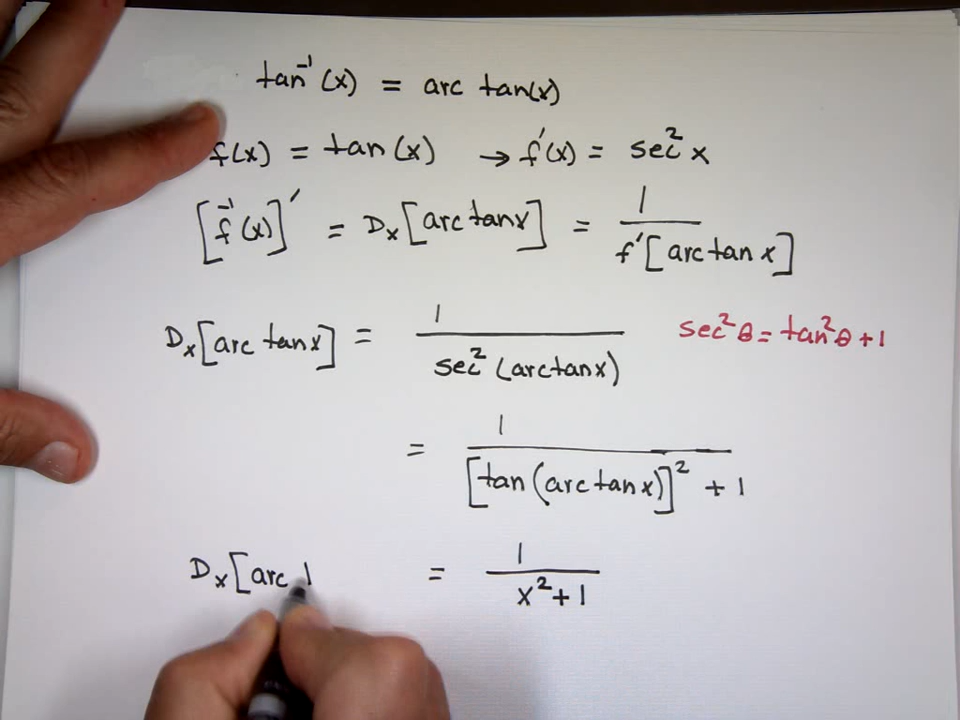 tan⁻¹(x) = arc tan(x)
f(x) = tan(x) → f'(x) = sec² x
[f⁻¹(x)]' = Dₓ[arc tan x] = 1 / f'[arc tan x]
Dₓ[arc tan x] = 1 / sec² (arctan x) sec²θ = tan²θ + 1
= 1 / [tan(arc tan x)]² + 1
Dₓ[arc = 1 / x² + 1